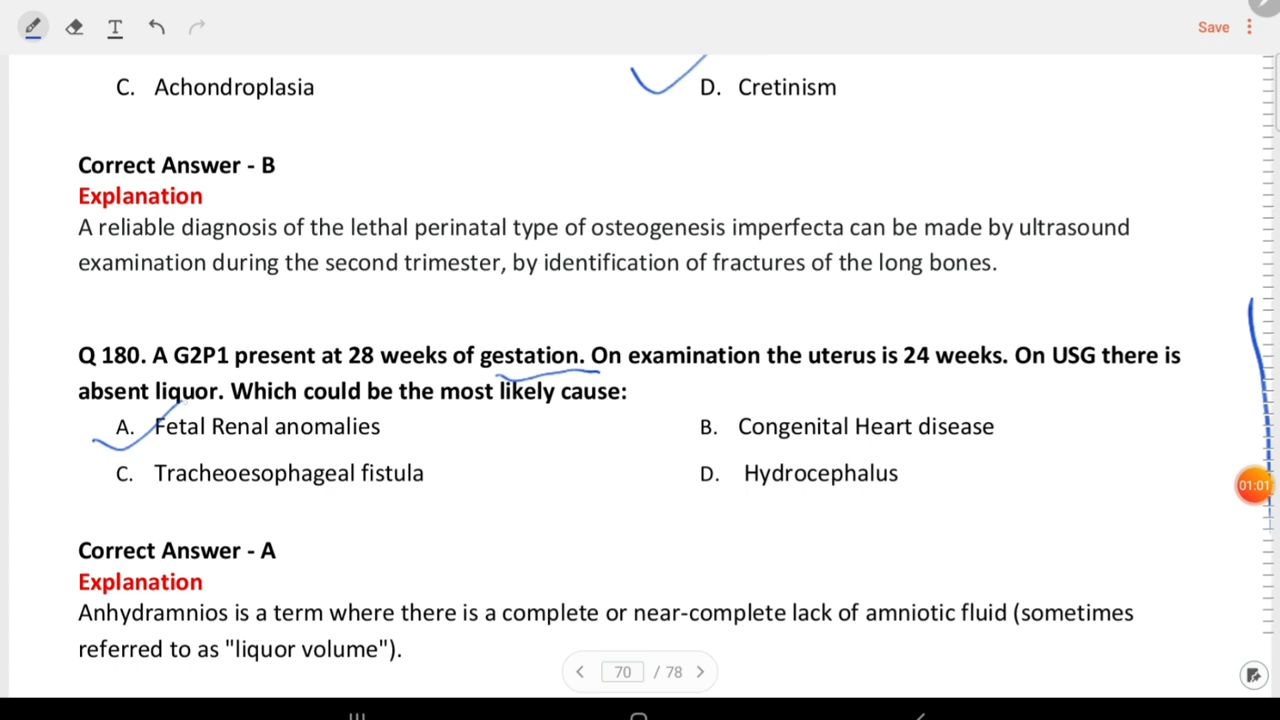 T
Save
C. Achondroplasia D. Cretinism
Correct Answer - B
Explanation
A reliable diagnosis of the lethal perinatal type of osteogenesis imperfecta can be made by ultrasound
examination during the second trimester, by identification of fractures of the long bones.
Q 180. A G2P1 present at 28 weeks of gestation. On examination the uterus is 24 weeks. On USG there is
absent liquor. Which could be the most likely cause:
A. Fetal Renal anomalies B. Congenital Heart disease
C. Tracheoesophageal fistula D. Hydrocephalus
01:01
Correct Answer - A
Explanation
Anhydramnios is a term where there is a complete or near-complete lack of amniotic fluid (sometimes
referred to as "liquor volume").
70 / 78